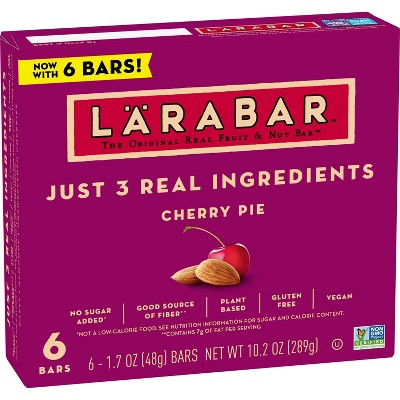 NOW
WITH 6 BARS!
LÄRABAR™
THE ORIGINAL REAL FRUIT & NUT BAR™
JUST 3 REAL INGREDIENTS
CHERRY PIE
NO SUGAR
ADDED*
GOOD SOURCE
OF FIBER**
PLANT
BASED
GLUTEN
FREE
VEGAN
*NOT A LOW CALORIE FOOD. SEE NUTRITION INFORMATION FOR SUGAR AND CALORIE CONTENT.
**CONTAINS 7g OF FAT PER SERVING
6
BARS
6 - 1.7 OZ (48g) BARS NET WT 10.2 OZ (289g)
U
NON
GMO
Project
VERIFIED